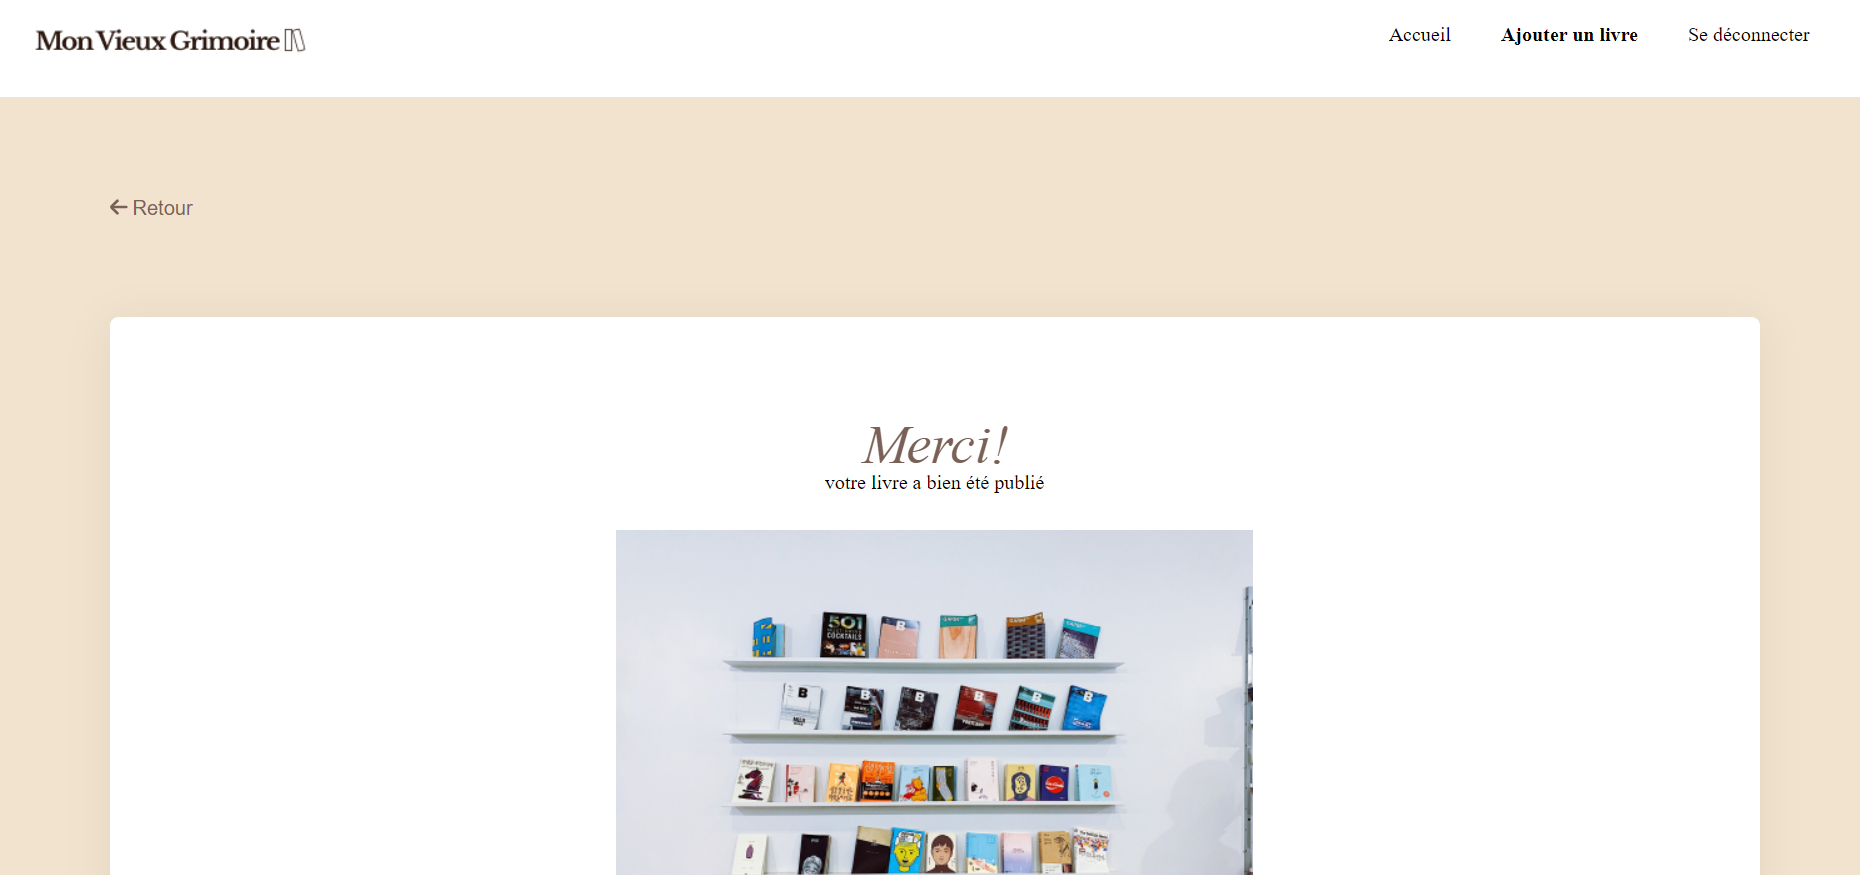 Mon Vieux Grimoire
Accueil
Ajouter un livre
Se déconnecter
Retour
Merci!
votre livre a bien été publié
501
COCKTAILS
B
B
B
B
B
B
B